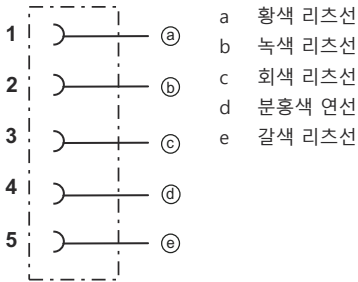 1 ⓐ
2 ⓑ
3 ⓒ
4 ⓓ
5 ⓔ
a 황색 리츠선
b 녹색 리츠선
c 회색 리츠선
d 분홍색 연선
e 갈색 리츠선